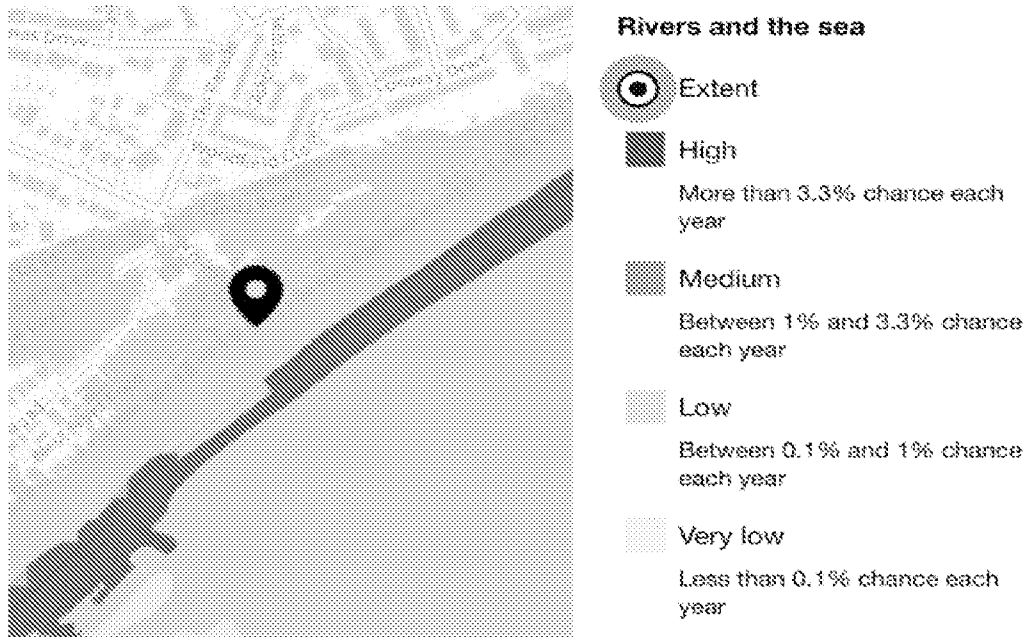 Drive
Drive
Rivers and the sea
Extent
High
More than 3.3% chance each
year
Medium
Between 1% and 3.3% chance
each year
Low
Between 0.1% and 1% chance
each year
Very low
Less than 0.1% chance each
year